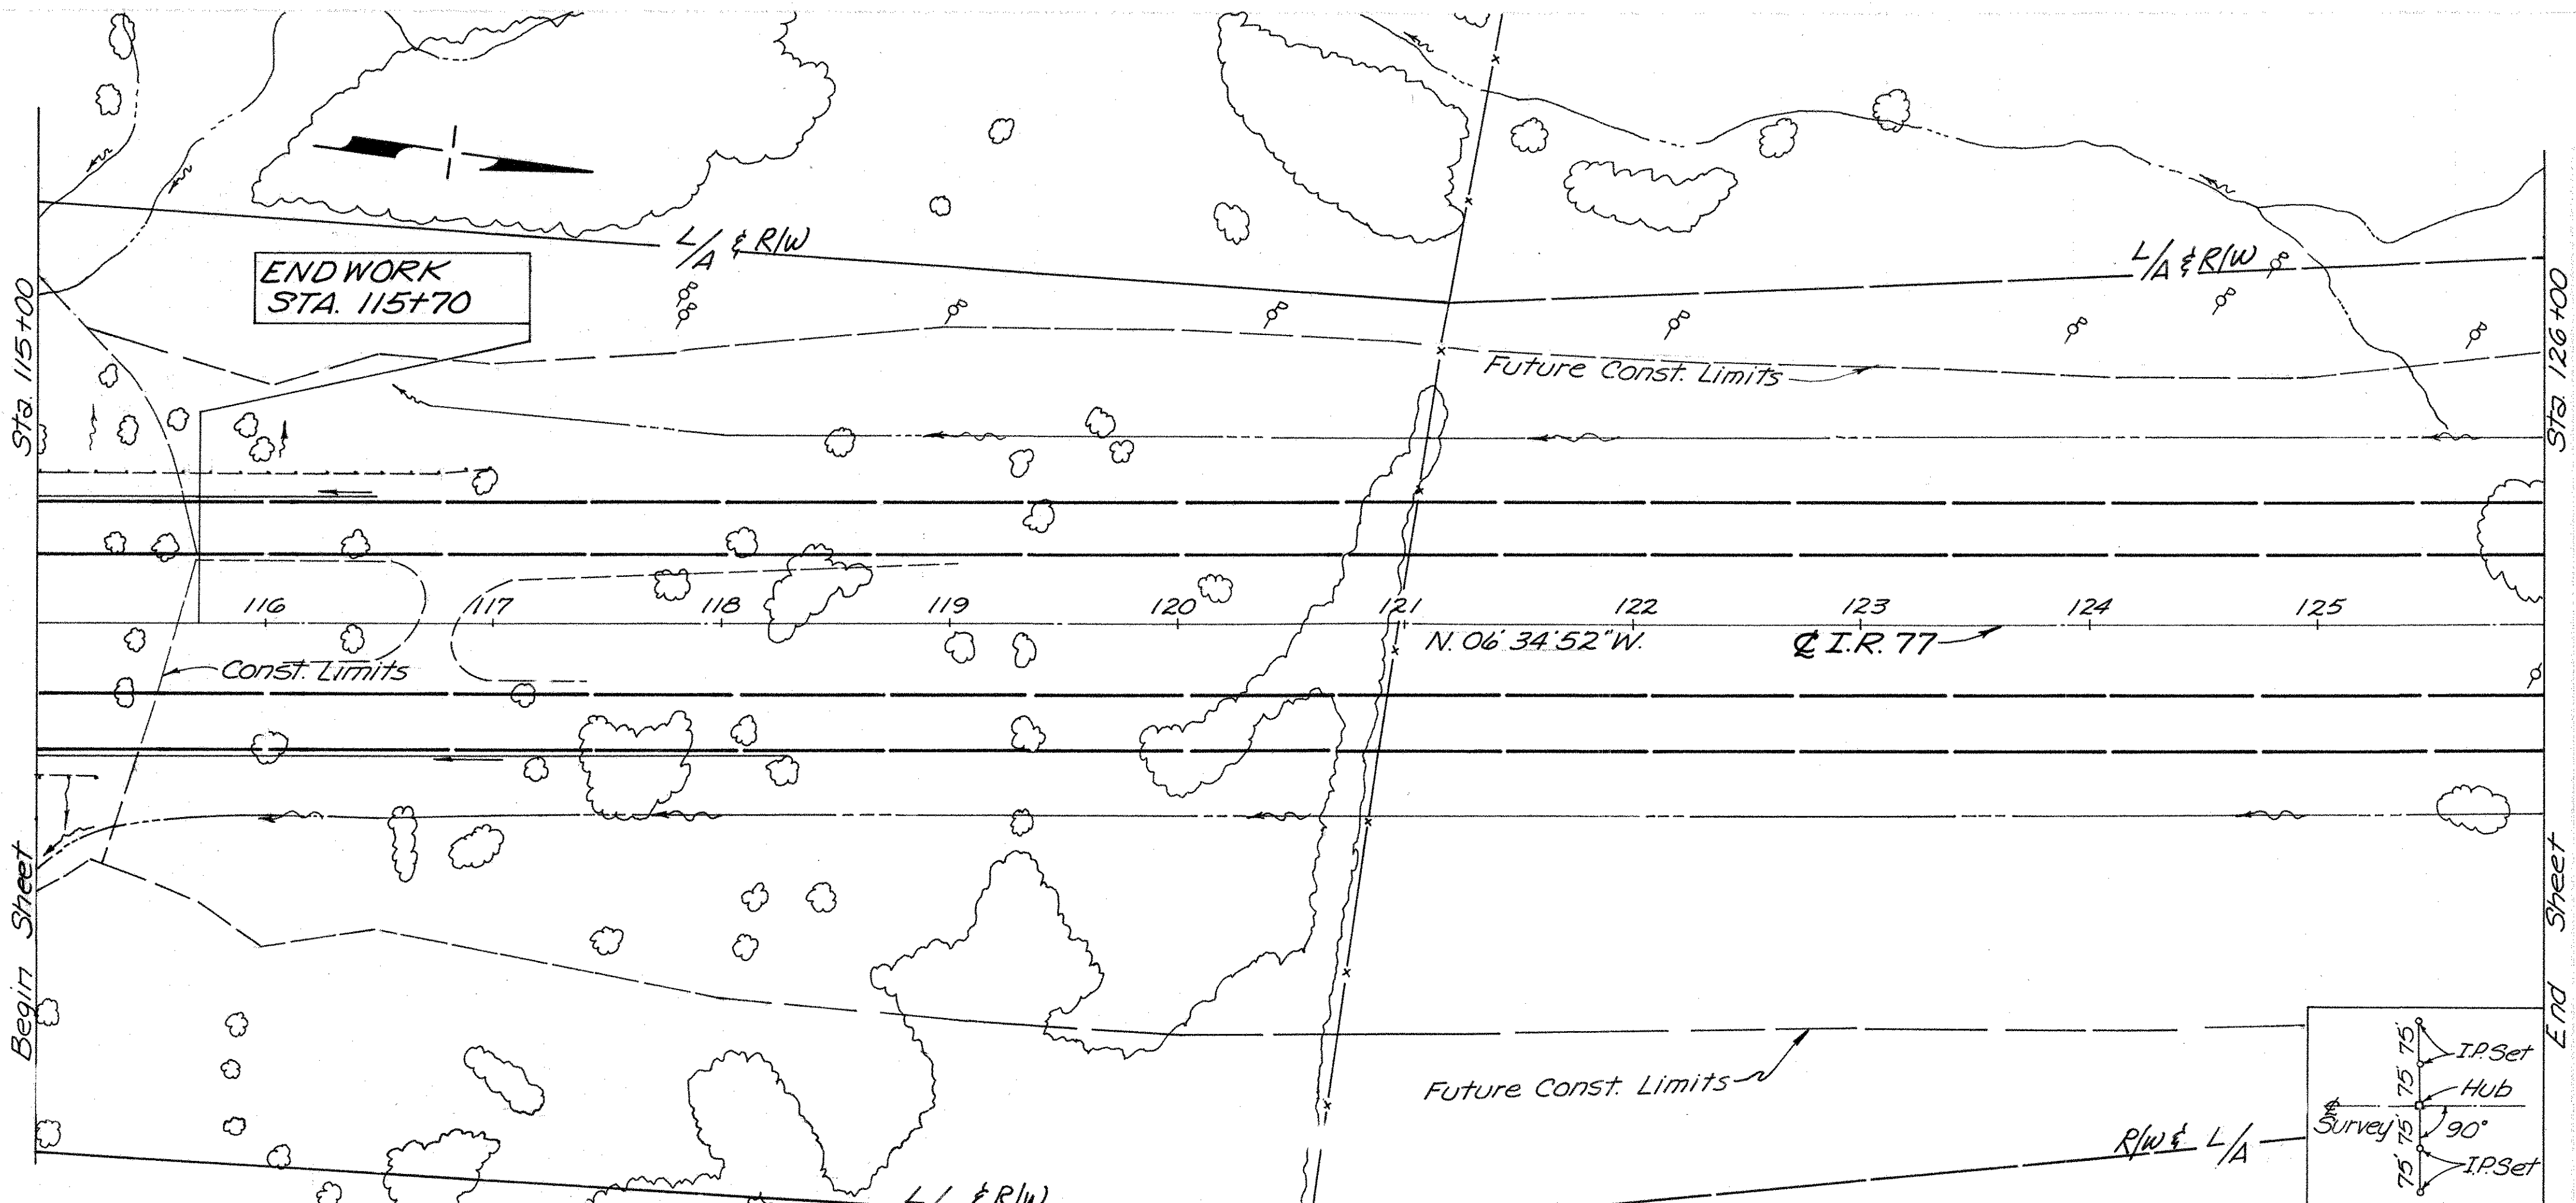 L/A & R/W
END WORK
STA. 115+70
L/A & R/W
Sta. 115+00
Sta. 126+00
Future Const. Limits
116 117 118 119 120 121 122 123 124 125
N. 06°34'52"W.
℄ I.R. 77
Const. Limits
Begin Sheet
End Sheet
Future Const. Limits
75'
75'
75'
75'
I.P. Set
Hub
℄
Survey
90°
I.P. Set
R/W & L/A
& R/W